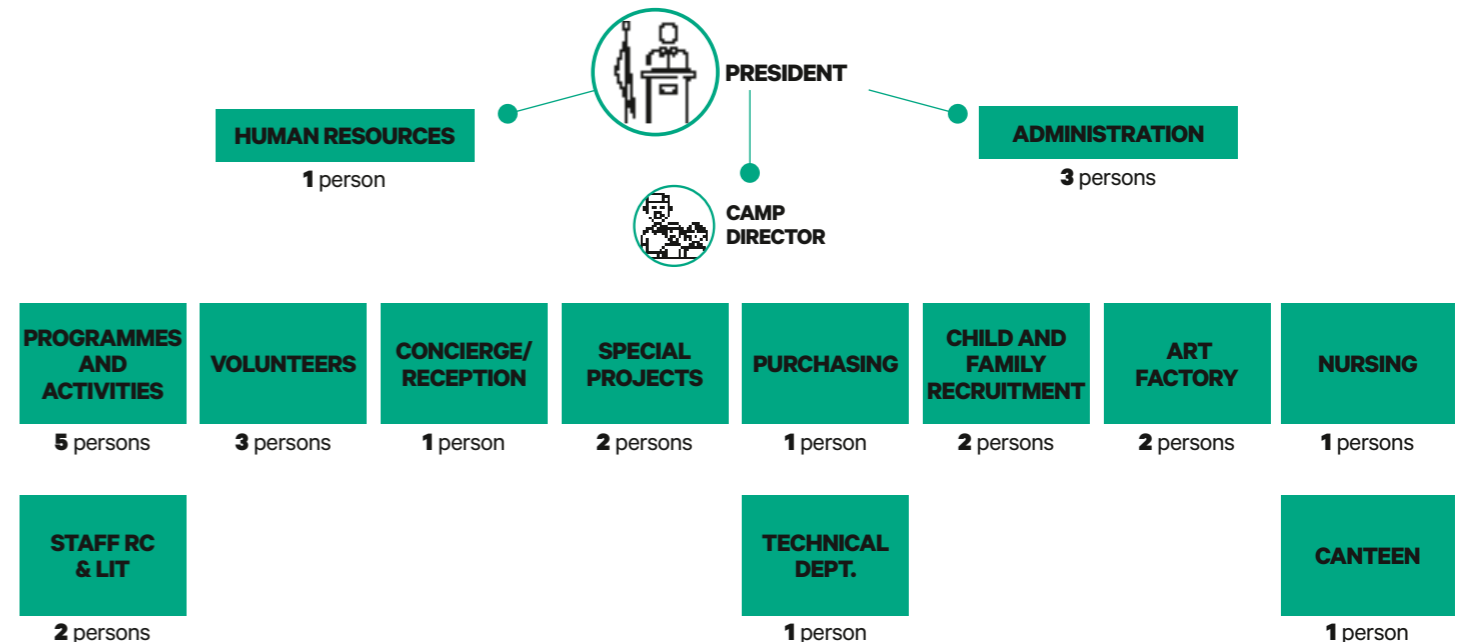 PRESIDENT
HUMAN RESOURCES
1 person
ADMINISTRATION
3 persons
CAMP
DIRECTOR
PROGRAMMES
AND
ACTIVITIES
5 persons
VOLUNTEERS
3 persons
CONCIERGE/
RECEPTION
1 person
SPECIAL
PROJECTS
2 persons
PURCHASING
1 person
CHILD AND
FAMILY
RECRUITMENT
2 persons
ART
FACTORY
2 persons
NURSING
1 persons
STAFF RC
& LIT
2 persons
TECHNICAL
DEPT.
1 person
CANTEEN
1 person